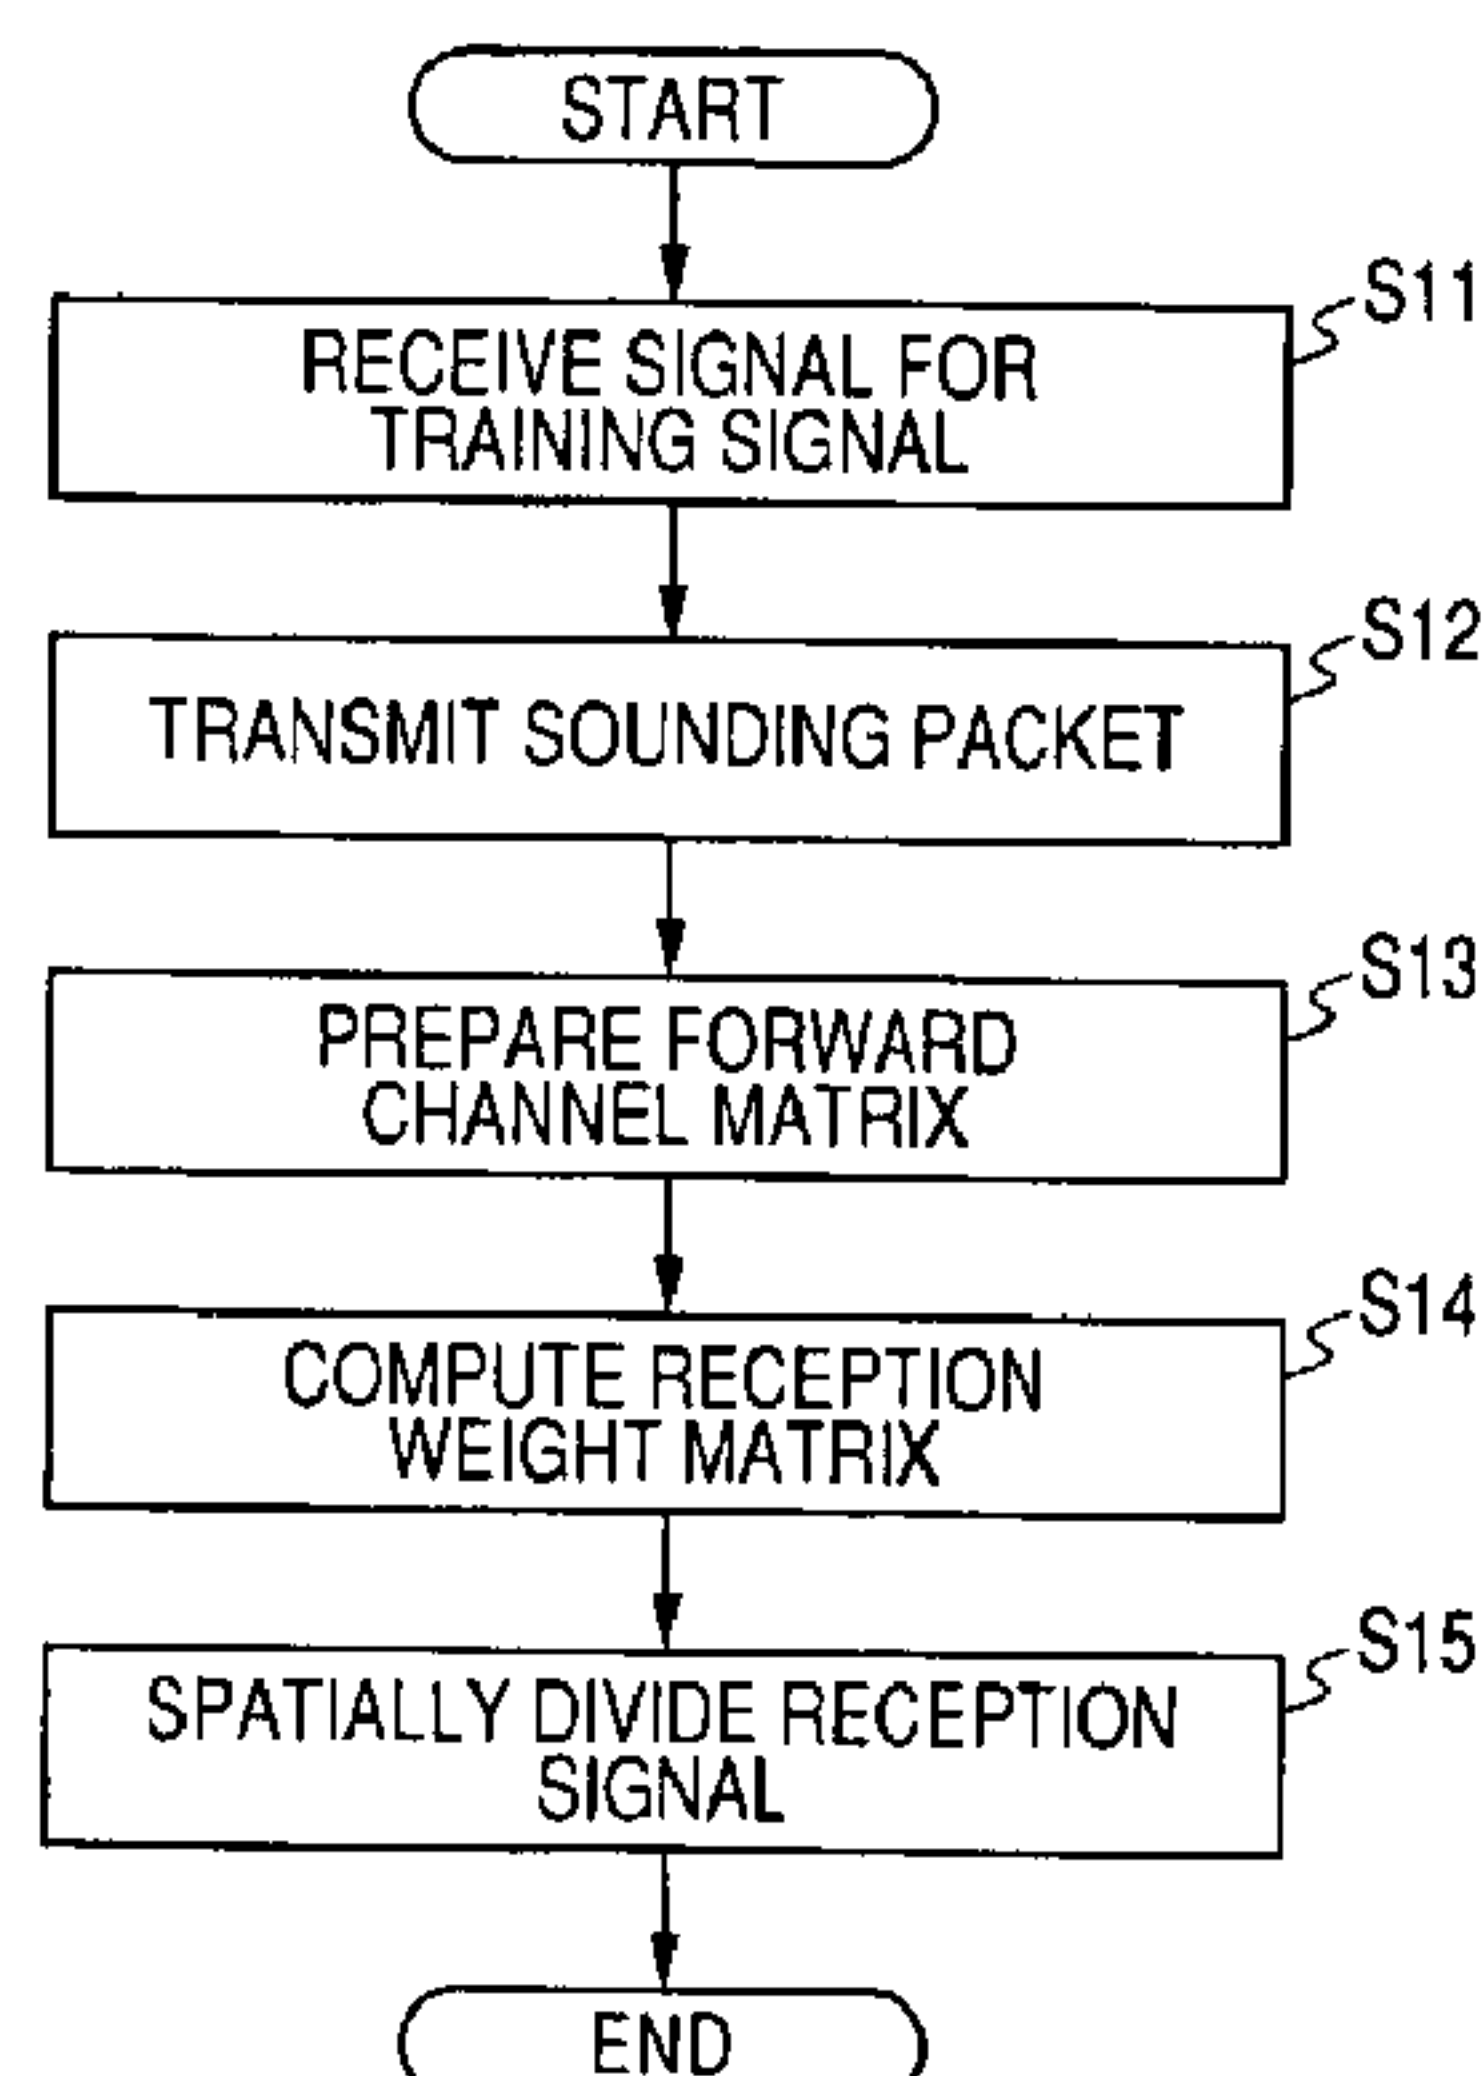 START
S11
RECEIVE SIGNAL FOR
TRAINING SIGNAL
S12
TRANSMIT SOUNDING PACKET
S13
PREPARE FORWARD
CHANNEL MATRIX
S14
COMPUTE RECEPTION
WEIGHT MATRIX
S15
SPATIALLY DIVIDE RECEPTION
SIGNAL
END